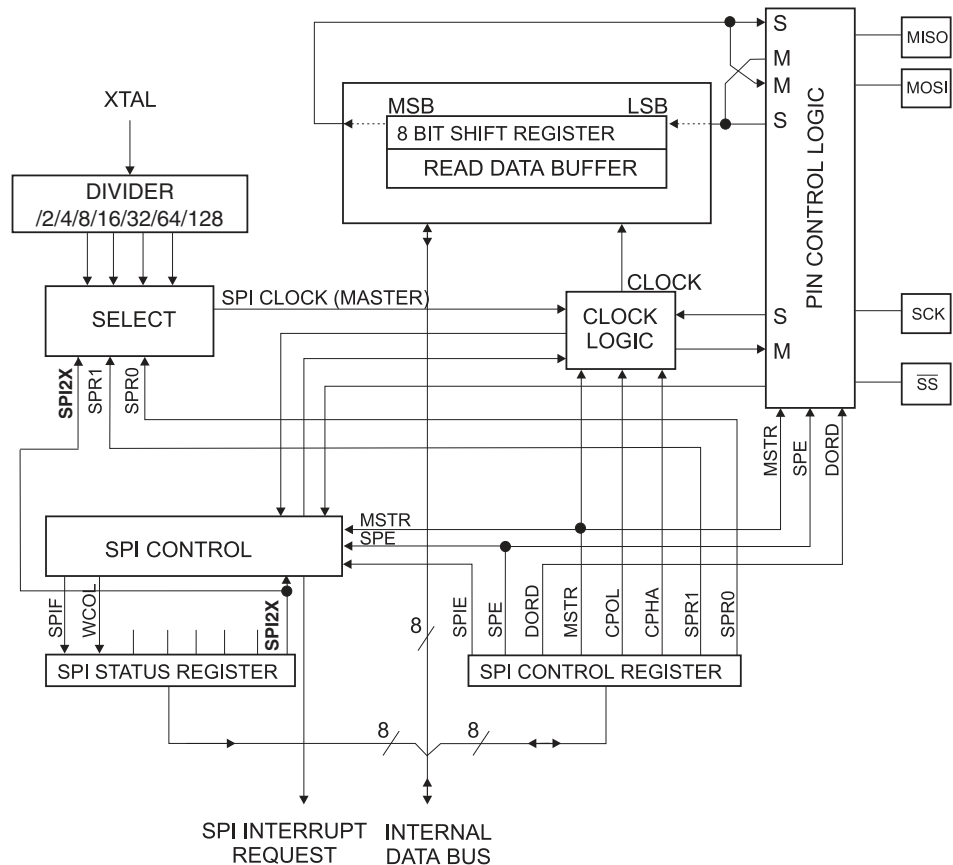 S
M
M
S
MISO
MOSI
PIN CONTROL LOGIC
MSB
LSB
8 BIT SHIFT REGISTER
READ DATA BUFFER
XTAL
DIVIDER
/2/4/8/16/32/64/128
SPI CLOCK (MASTER)
SELECT
CLOCK
CLOCK
LOGIC
S
M
SCK
SS
SPI2X
SPR1
SPR0
MSTR
SPE
DORD
MSTR
SPE
SPI CONTROL
SPIF
WCOL
SPI2X
8
SPIE
SPE
DORD
MSTR
CPOL
CPHA
SPR1
SPR0
SPI STATUS REGISTER
SPI CONTROL REGISTER
8
8
SPI INTERRUPT
REQUEST
INTERNAL
DATA BUS